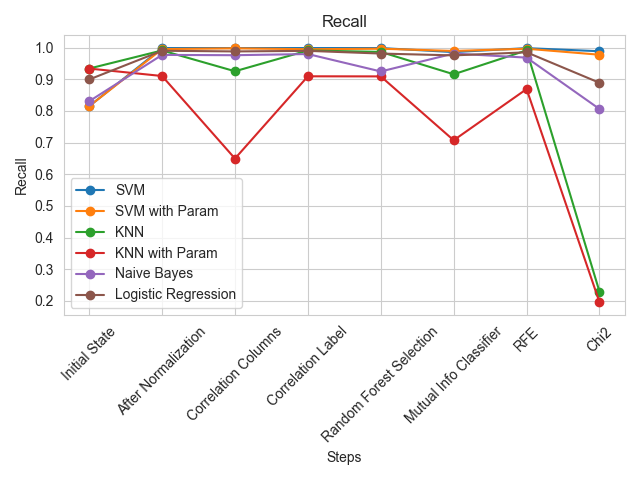 Recall
1.0
0.9
0.8
0.7
0.6
0.5
0.4
0.3
0.2
Recall
SVM
SVM with Param
KNN
KNN with Param
Naive Bayes
Logistic Regression
Initial State
After Normalization
Correlation Columns
Correlation Label
Random Forest Selection
Mutual Info Classifier
RFE
Chi2
Steps